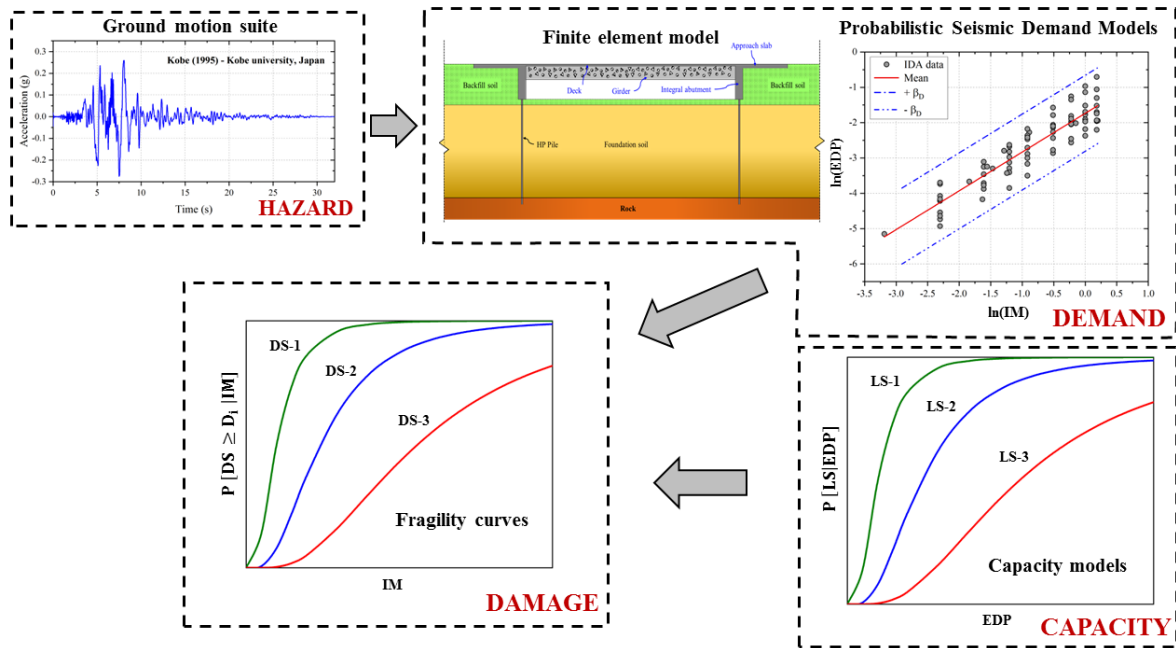 Ground motion suite
Kobe (1995) - Kobe university, Japan
Acceleration (g)
0.3
0.2
0.1
0.0
-0.1
-0.2
-0.3
0 5 10 15 20 25 30
Time (s)
HAZARD
Finite element model
Approach slab
Backfill soil
Deck
Girder
Integral abutment
Backfill soil
HP Pile
Foundation soil
Rock
Probabilistic Seismic Demand Models
IDA data
Mean
+ βD
- βD
ln(EDP)
0
-1
-2
-3
-4
-5
-6
-3.5 -3.0 -2.5 -2.0 -1.5 -1.0 -0.5 0.0 0.5 1.0
ln(IM)
DEMAND
DS-1
DS-2
DS-3
P [DS ≥ Di |IM]
Fragility curves
IM
DAMAGE
LS-1
LS-2
LS-3
P [LS|EDP]
Capacity models
EDP
CAPACITY